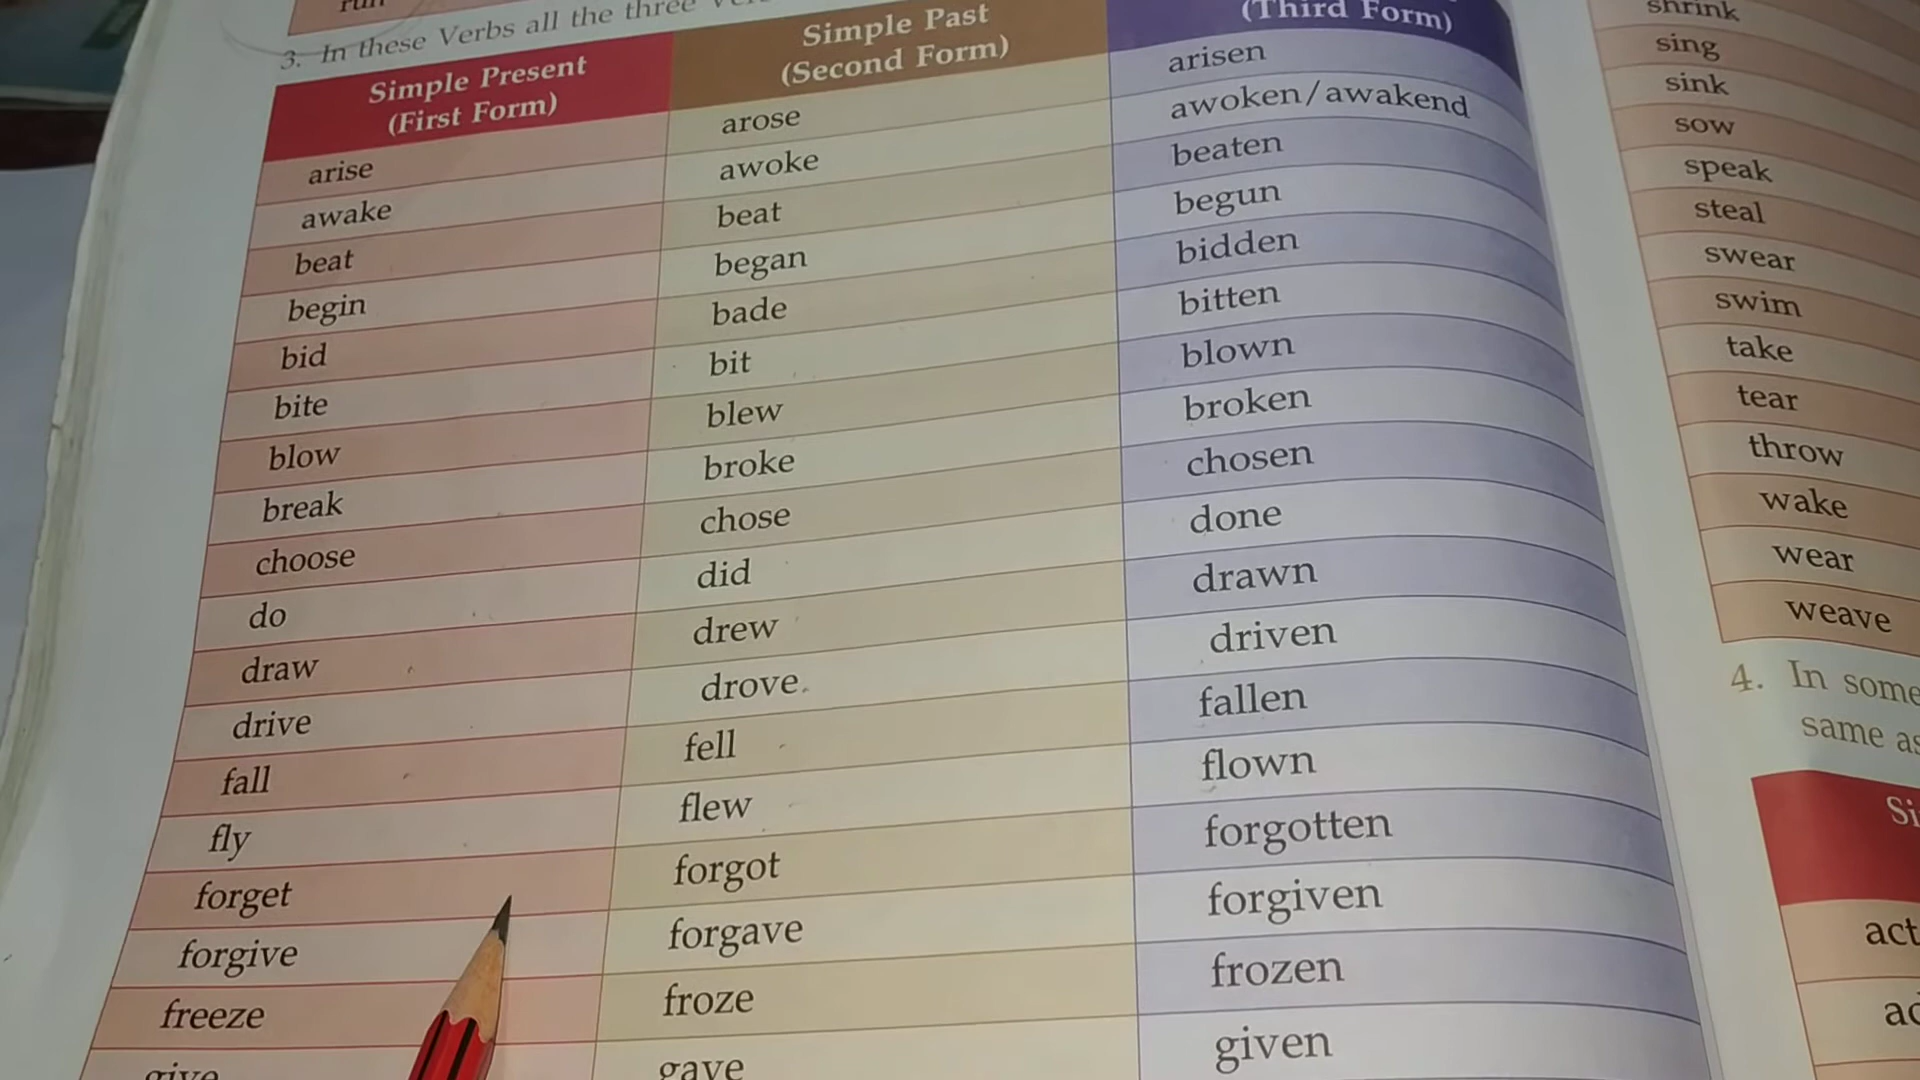 run
3. In these Verbs all the three
Simple Present (First Form) Simple Past (Second Form) (Third Form)
arise arose arisen
awake awoke awoken/awakend
beat beat beaten
begin began begun
bid bade bidden
bite bit bitten
blow blew blown
break broke broken
choose chose chosen
do did done
draw drew drawn
drive drove driven
fall fell fallen
fly flew flown
forget forgot forgotten
forgive forgave forgiven
freeze froze frozen
give gave given
shrink
sing
sink
sow
speak
steal
swear
swim
take
tear
throw
wake
wear
weave
4. In some
same as
Si
act